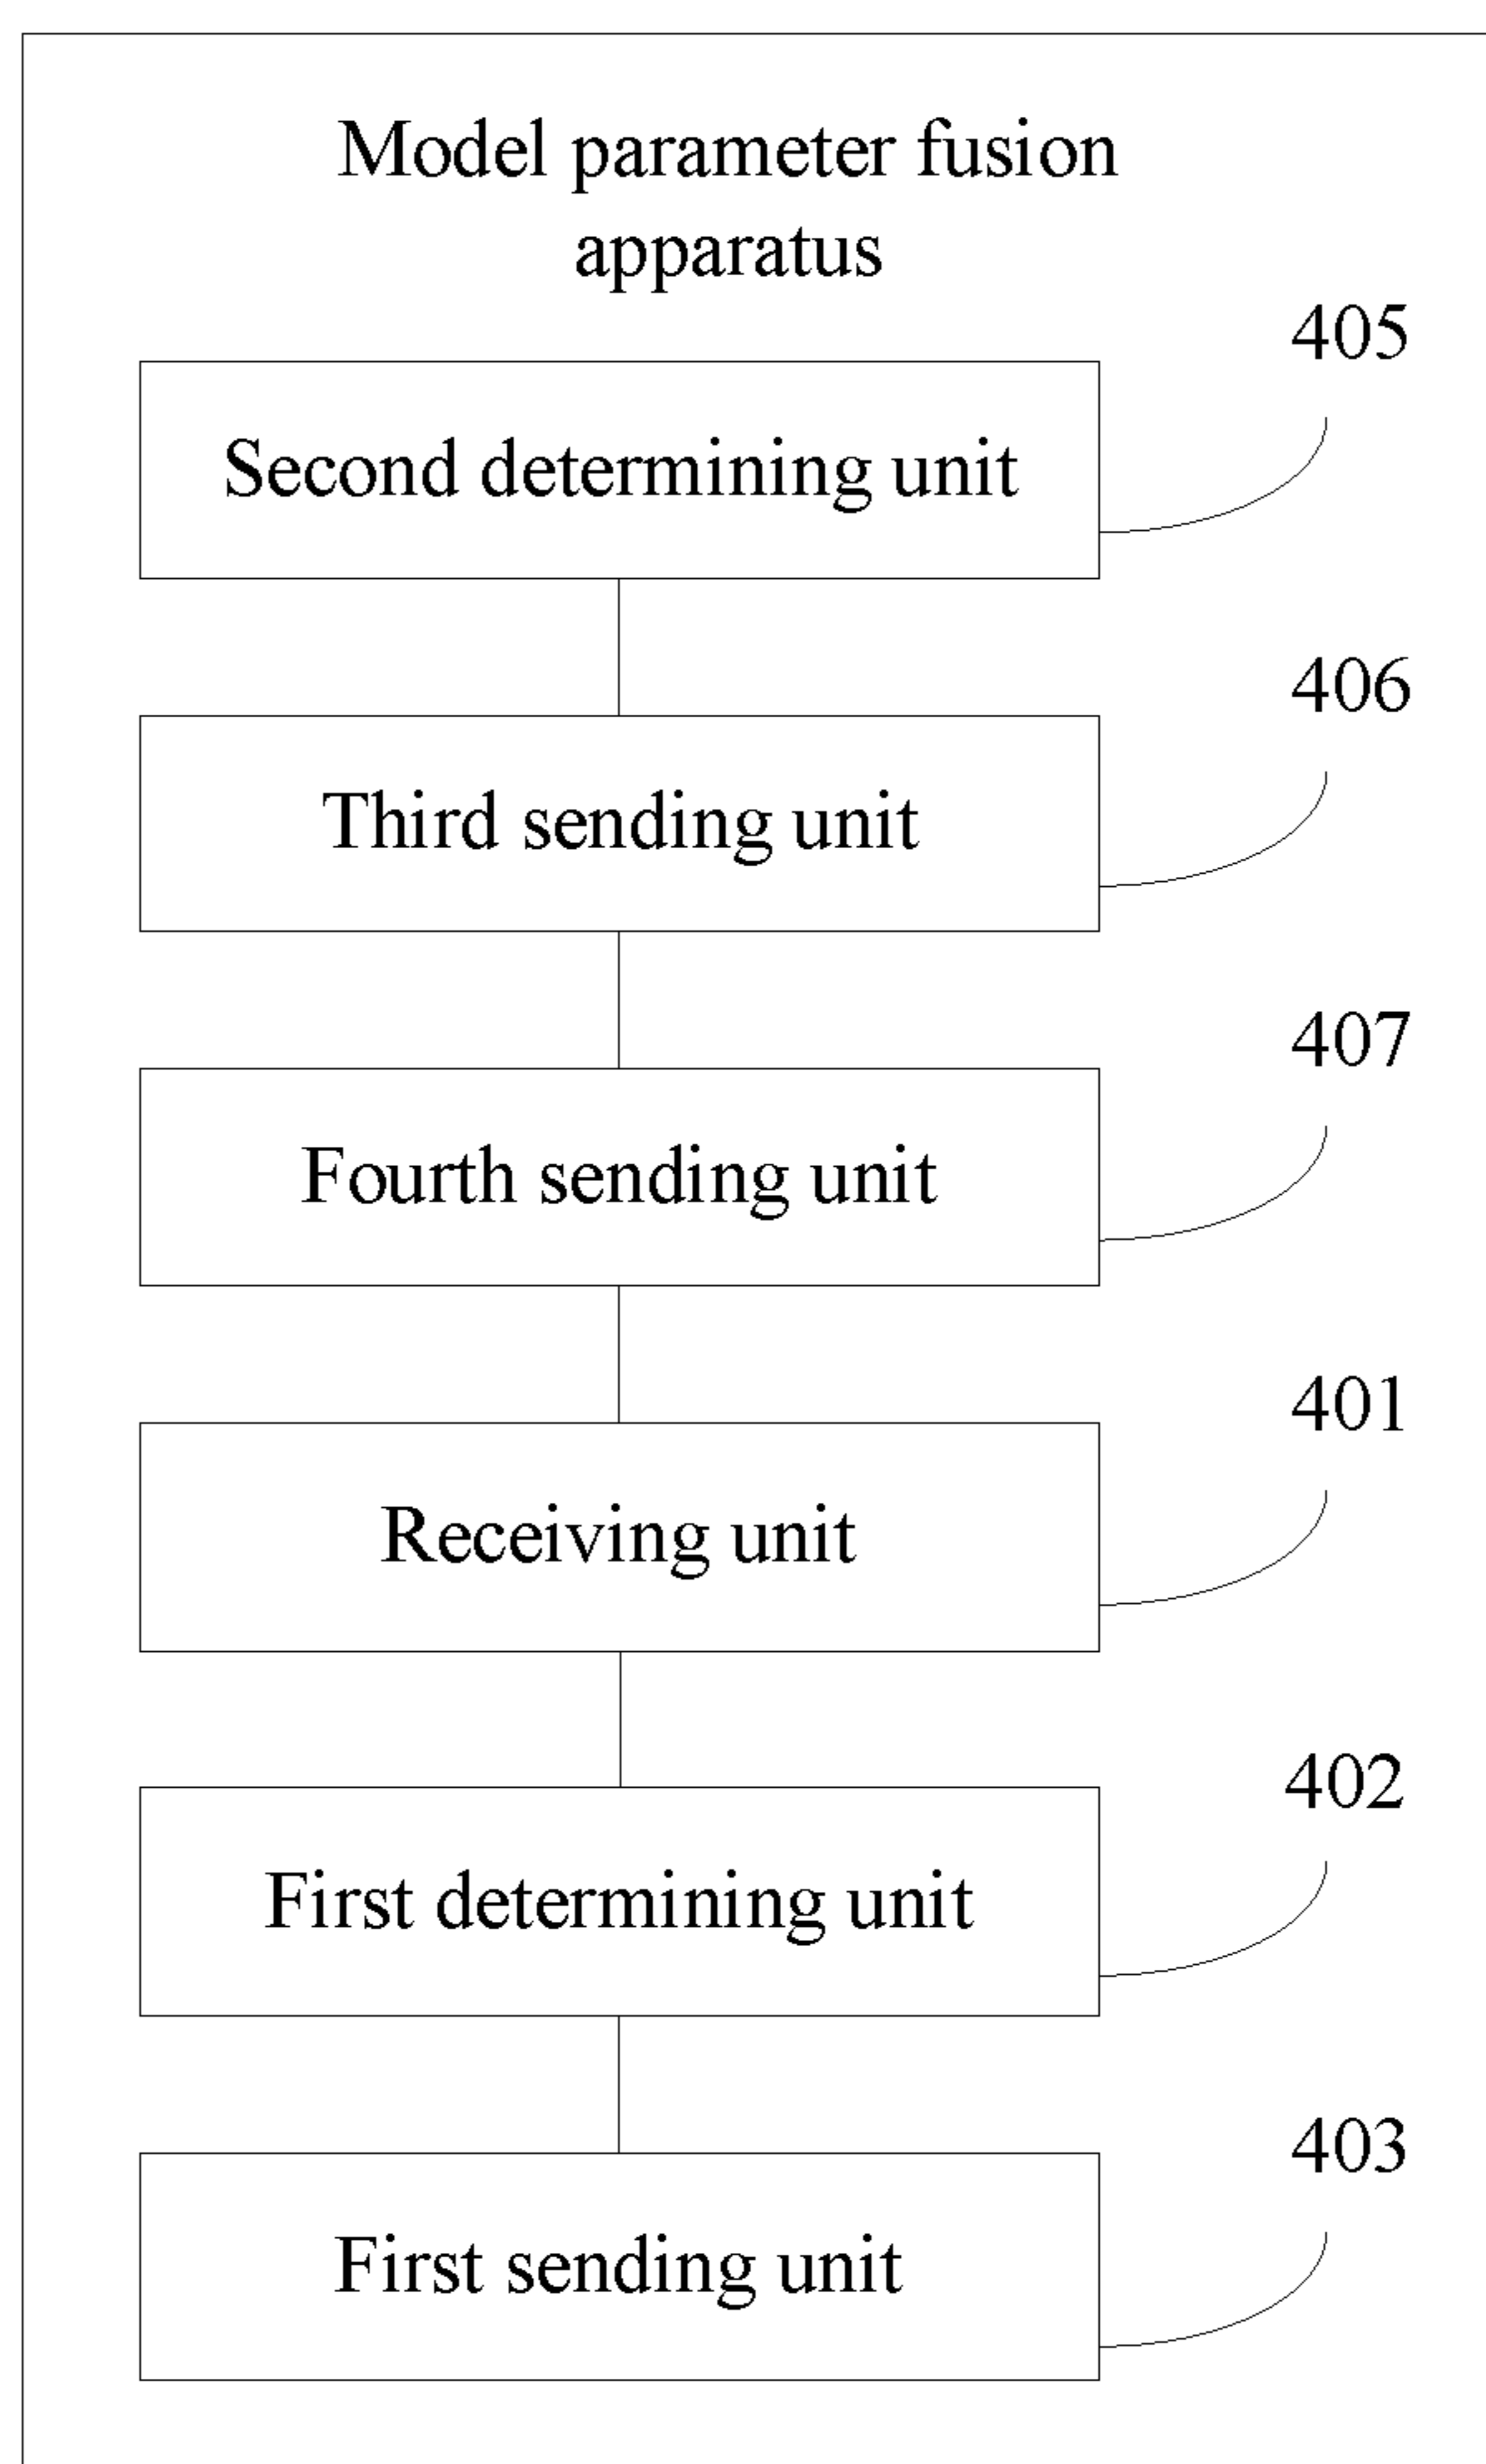 Model parameter fusion
apparatus
405
Second determining unit
406
Third sending unit
407
Fourth sending unit
401
Receiving unit
402
First determining unit
403
First sending unit